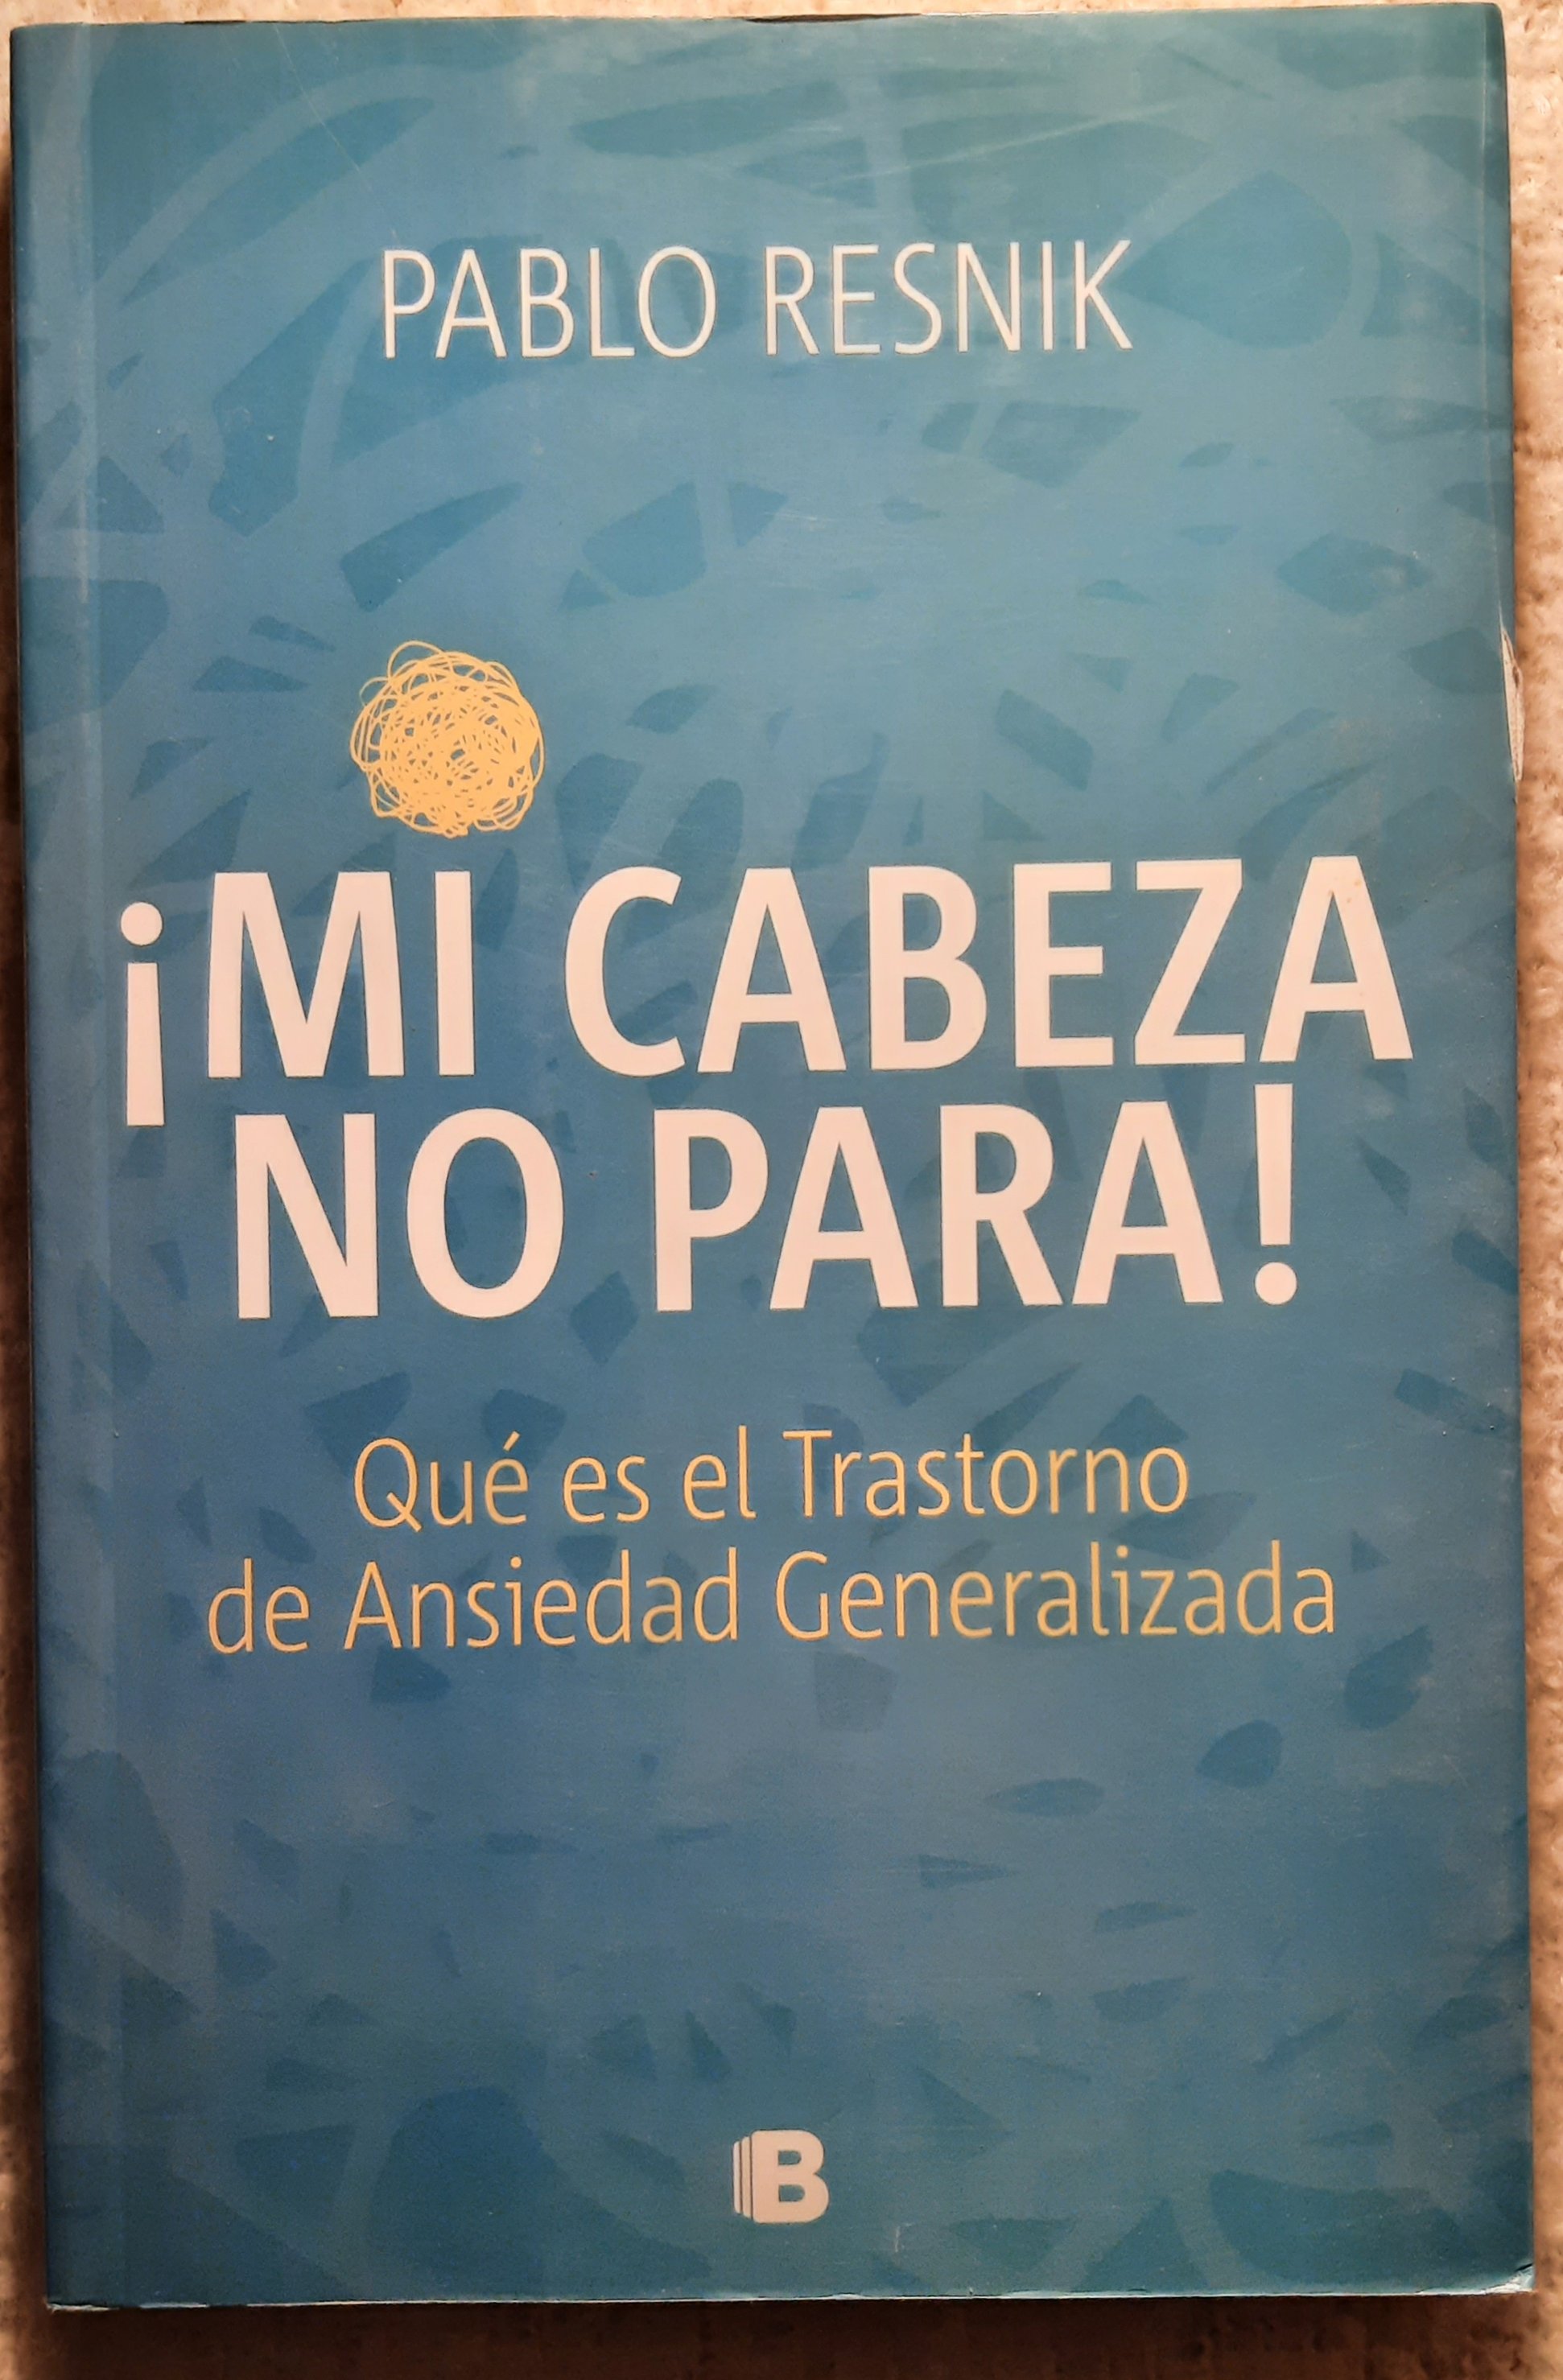 PABLO RESNIK
¡MI CABEZA
NO PARA!
Qué es el Trastorno
de Ansiedad Generalizada
B